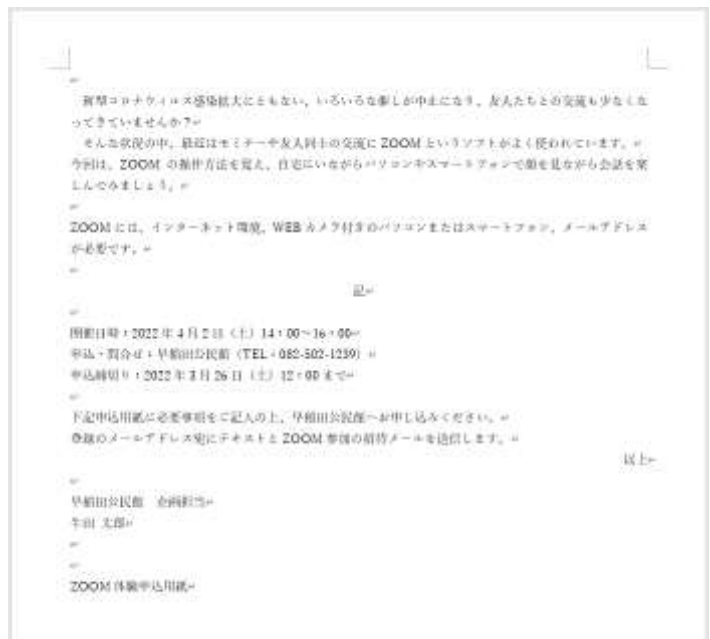 新型コロナウィルス感染拡大にともない、いろいろな催しが中止になり、友人たちとの交流も少なくな
ってきていませんか？
そんな状況の中、最近はセミナーや友人同士の交流に ZOOM というソフトがよく使われています。
今回は、ZOOM の操作方法を覚え、自宅にいながらパソコンやスマートフォンで顔を見ながら会話を楽
しんでみましょう。
ZOOM には、インターネット環境、WEB カメラ付きのパソコンまたはスマートフォン、メールアドレス
が必要です。
記
開催日時：2022 年 4 月 2 日（土）14：00～16：00
申込・問合せ：早稲田公民館（TEL：082-502-1239）
申込締切り：2022 年 3 月 26 日（土）12：00 まで
下記申込用紙に必要事項をご記入の上、早稲田公民館へお申し込みください。
登録のメールアドレス宛にテキストと ZOOM 参加の招待メールを送信します。
以上
早稲田公民館　企画担当
牛田 太郎
ZOOM 体験申込用紙